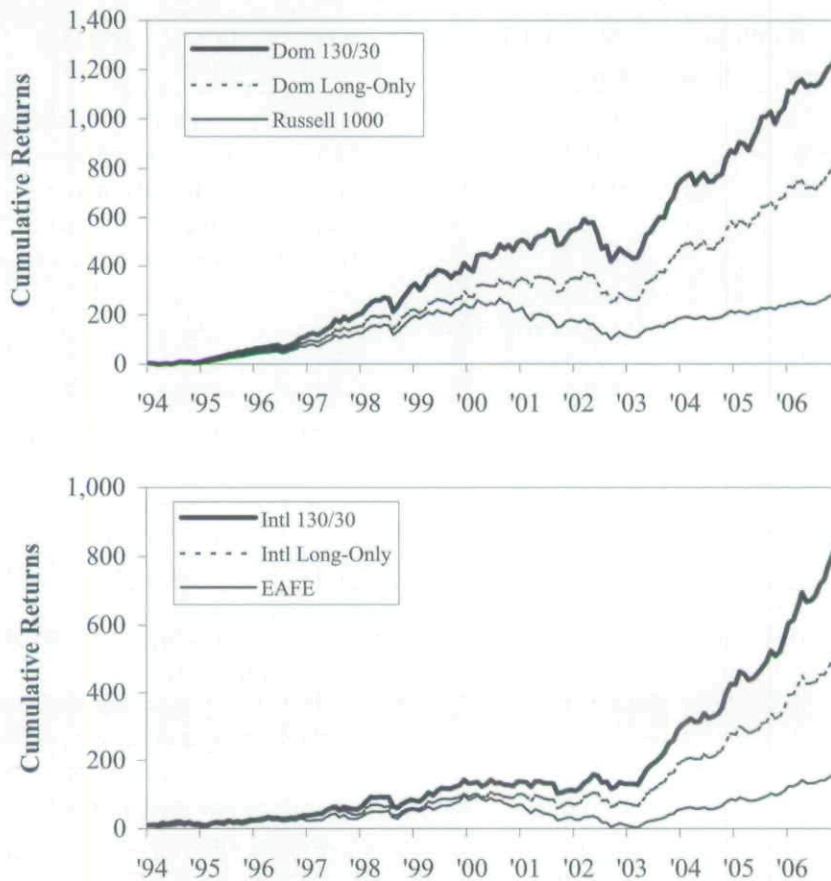 Cumulative Returns
1,400
1,200
1,000
800
600
400
200
0
Dom 130/30
Dom Long-Only
Russell 1000
'94 '95 '96 '97 '98 '99 '00 '01 '02 '03 '04 '05 '06
Cumulative Returns
1,000
800
600
400
200
0
Intl 130/30
Intl Long-Only
EAFE
'94 '95 '96 '97 '98 '99 '00 '01 '02 '03 '04 '05 '06